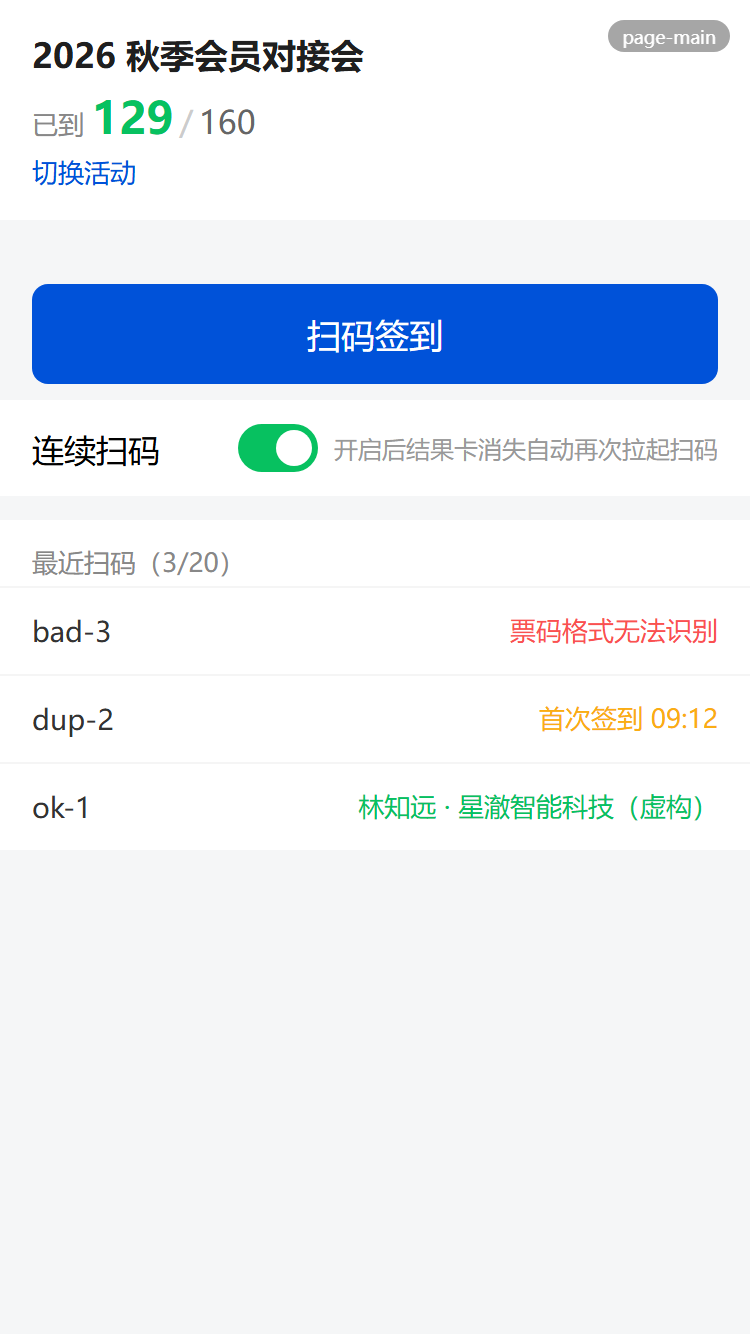 2026 秋季会员对接会
page-main
已到 129 / 160
切换活动
扫码签到
连续扫码 开启后结果卡消失自动再次拉起扫码
最近扫码（3/20）
bad-3 票码格式无法识别
dup-2 首次签到 09:12
ok-1 林知远 · 星澈智能科技（虚构）